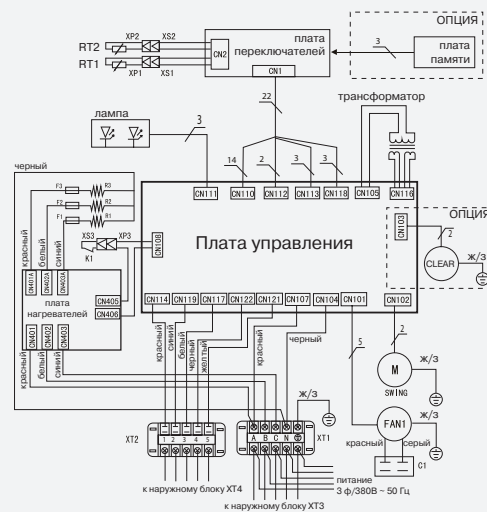 ОПЦИЯ
XP2 XS2
RT2
RT1
XP1 XS1
CN2
плата переключателей
CN1
3
плата памяти
22
трансформатор
лампа
3
14
2
3
3
черный
CN111
CN110
CN112
CN113
CN118
CN105
CN116
F3
R3
F2
R2
F1
R1
красный
белый
синий
XS3
XP3
K1
CN108
Плата управления
CN103
ОПЦИЯ
2
CLEAR
ж/з
CN401A
CN402A
CN403A
плата нагревателей
CN405
CN406
CN401
CN402
CN403
CN114
CN119
CN117
CN122
CN121
CN107
CN104
CN101
CN102
красный
белый
синий
красный
синий
белый
черный
желтый
красный
черный
5
2
ж/з
M
SWING
ж/з
ж/з
FAN1
красный
серый
C1
XT2
1 2 3 4 5
A B C N
XT1
питание
3 ф/380В ~ 50 Гц
к наружному блоку XT4
к наружному блоку XT3